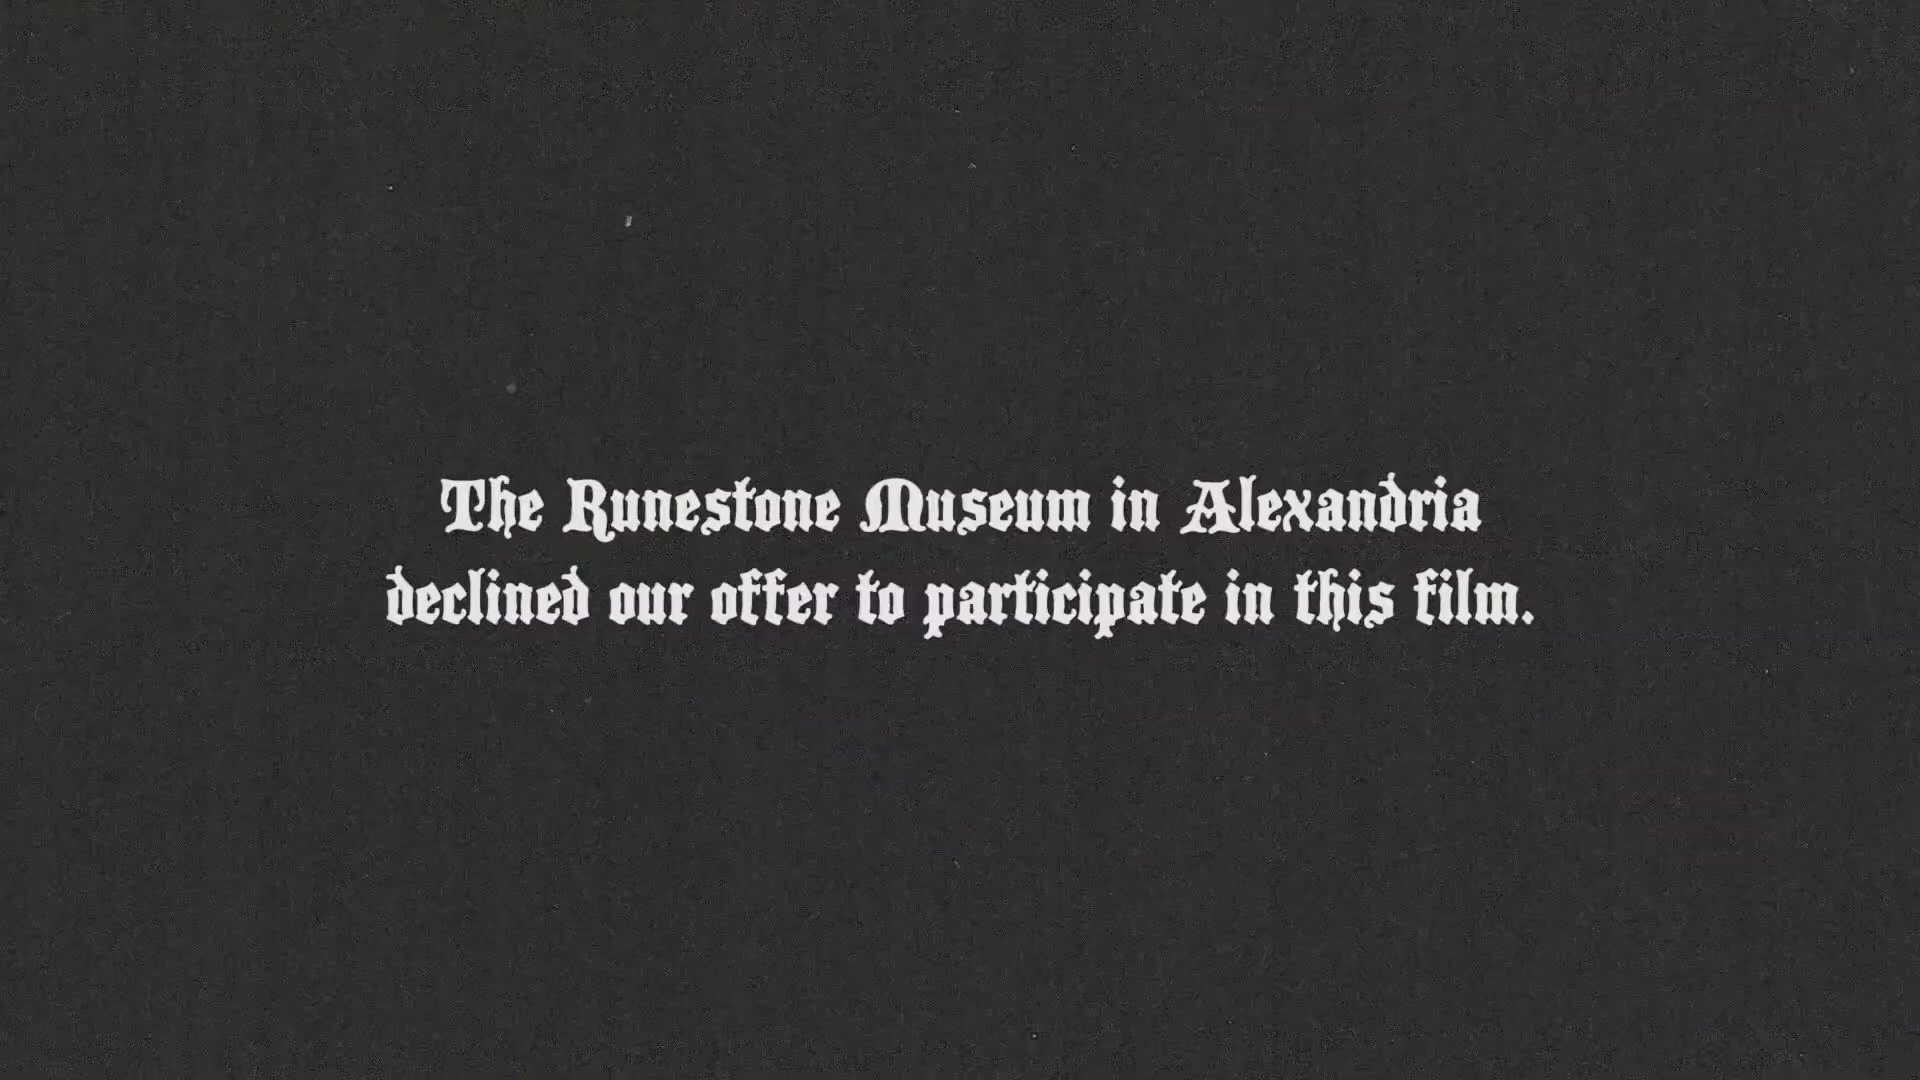 The Runestone Museum in Alexandria
declined our offer to participate in this film.